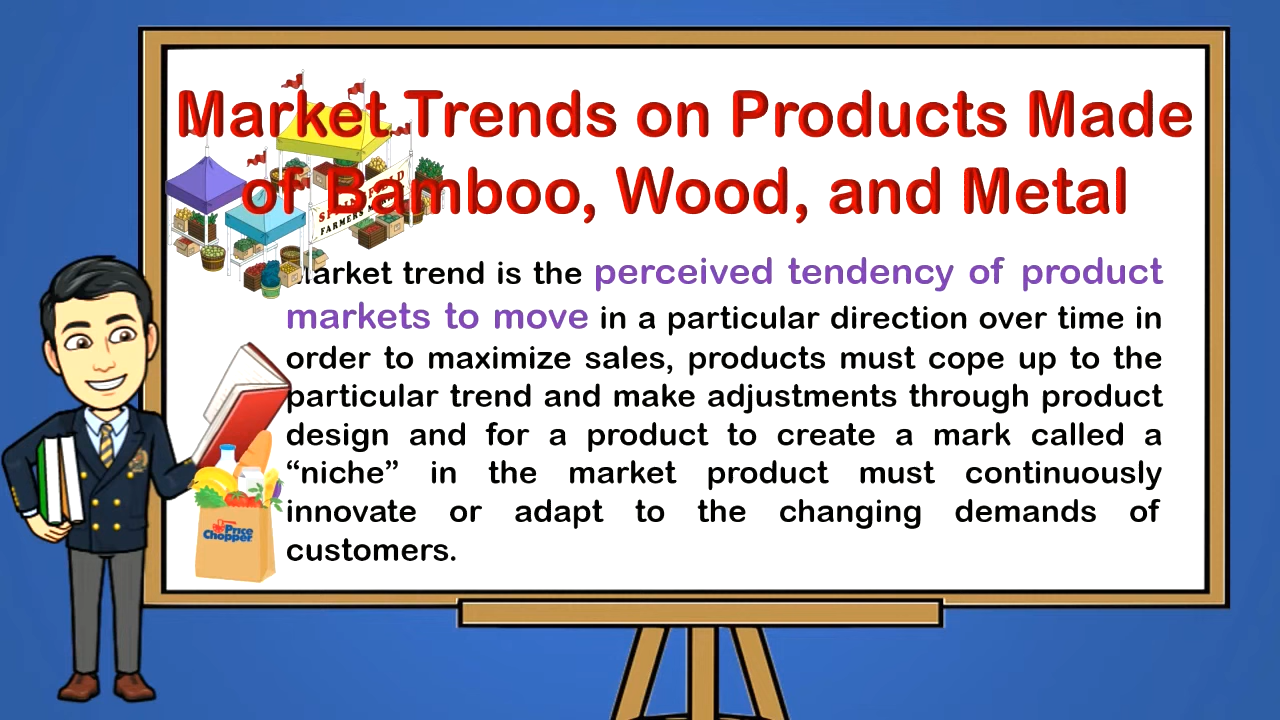 Market Trends on Products Made
of Bamboo, Wood, and Metal
FARMERS
Market trend is the perceived tendency of product
markets to move in a particular direction over time in
order to maximize sales, products must cope up to the
particular trend and make adjustments through product
design and for a product to create a mark called a
“niche” in the market product must continuously
innovate or adapt to the changing demands of
customers.
Price
Chopper